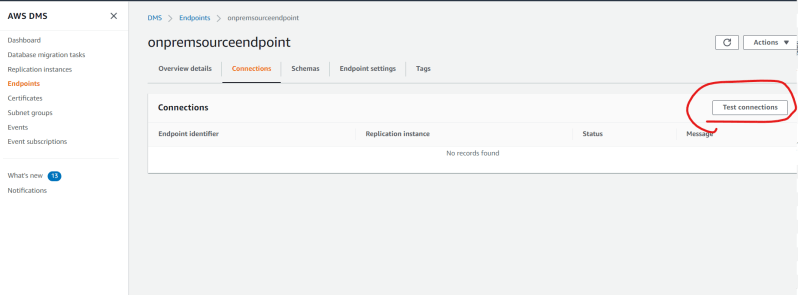 AWS DMS
Dashboard
Database migration tasks
Replication instances
Endpoints
Certificates
Subnet groups
Events
Event subscriptions
What's new 13
Notifications
DMS > Endpoints > onpremsourceendpoint
onpremsourceendpoint
Actions
Overview details Connections Schemas Endpoint settings Tags
Connections
Test connections
Endpoint identifier Replication instance Status Message
No records found